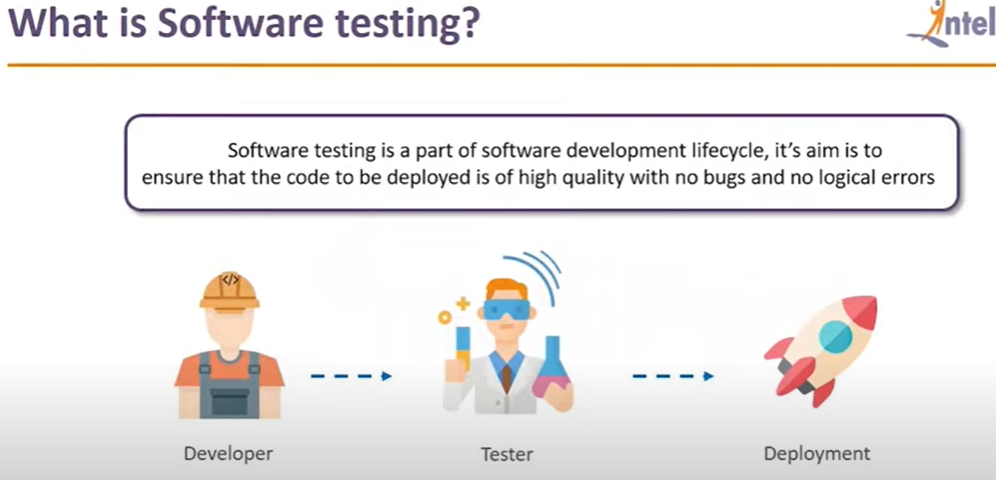 What is Software testing?
intel
Software testing is a part of software development lifecycle, it's aim is to
ensure that the code to be deployed is of high quality with no bugs and no logical errors
</>
Developer
Tester
Deployment